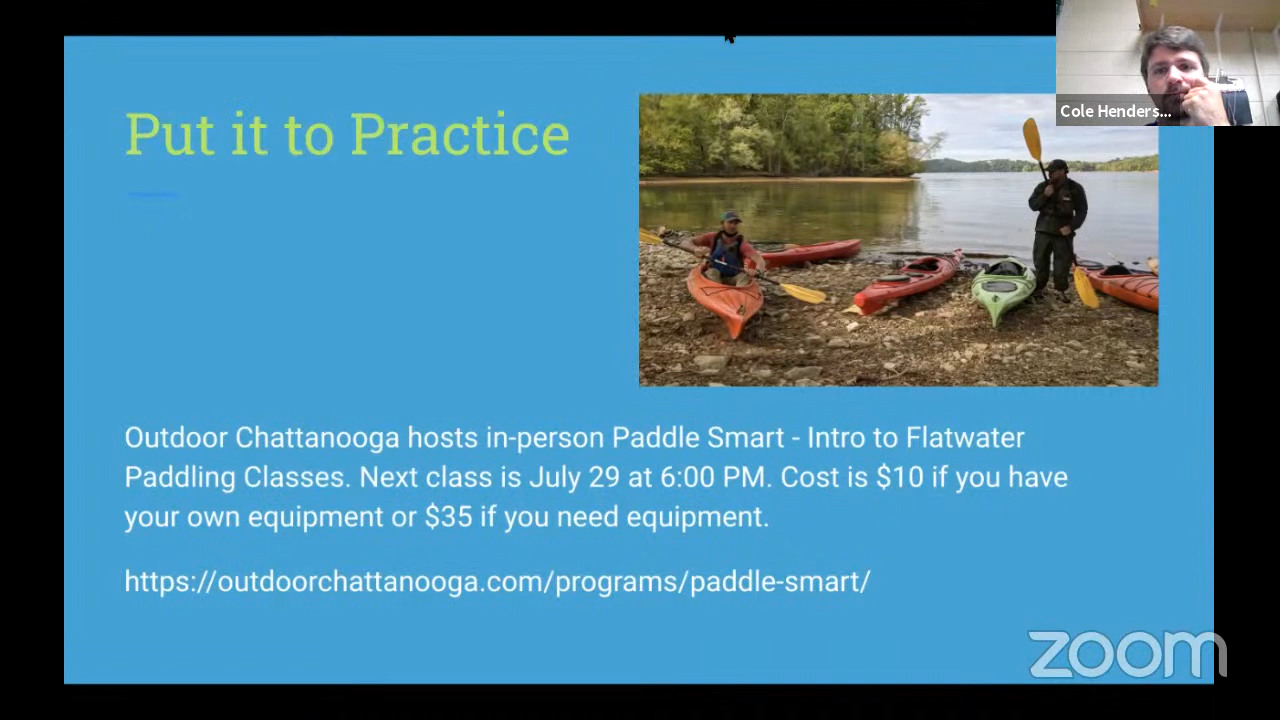 Cole Henders...
Put it to Practice
Outdoor Chattanooga hosts in-person Paddle Smart - Intro to Flatwater
Paddling Classes. Next class is July 29 at 6:00 PM. Cost is $10 if you have
your own equipment or $35 if you need equipment.
https://outdoorchattanooga.com/programs/paddle-smart/
zoom